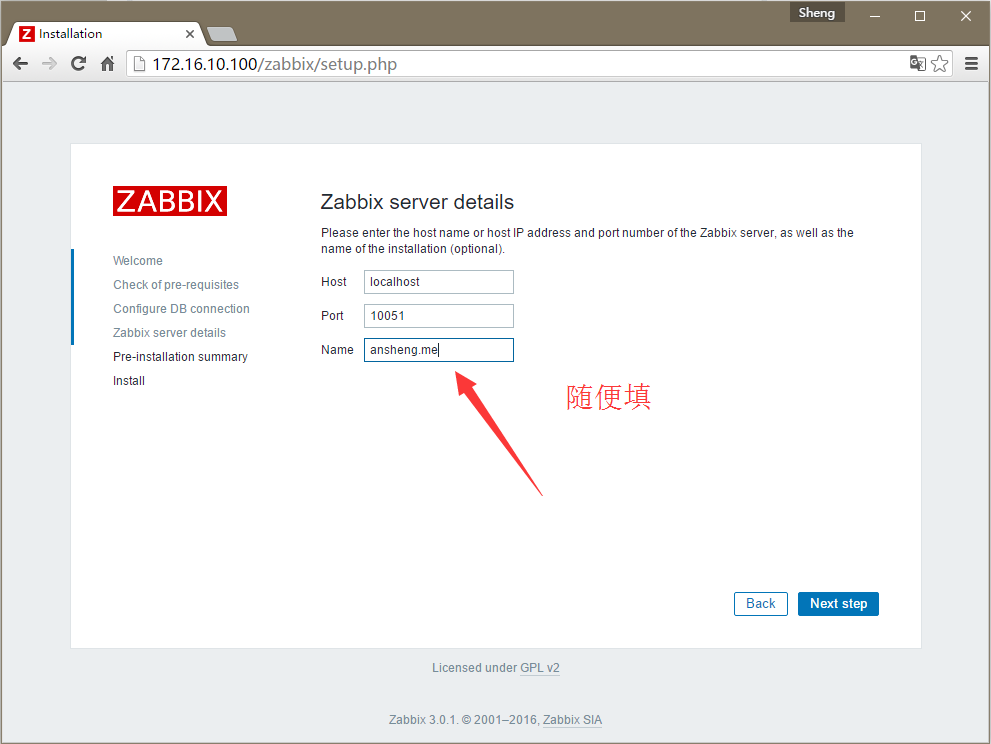 Sheng
Installation
172.16.10.100/zabbix/setup.php
ZABBIX
Welcome
Check of pre-requisites
Configure DB connection
Zabbix server details
Pre-installation summary
Install
Zabbix server details
Please enter the host name or host IP address and port number of the Zabbix server, as well as the
name of the installation (optional).
Host localhost
Port 10051
Name ansheng.me
随便填
Back Next step
Licensed under GPL v2
Zabbix 3.0.1. © 2001–2016, Zabbix SIA